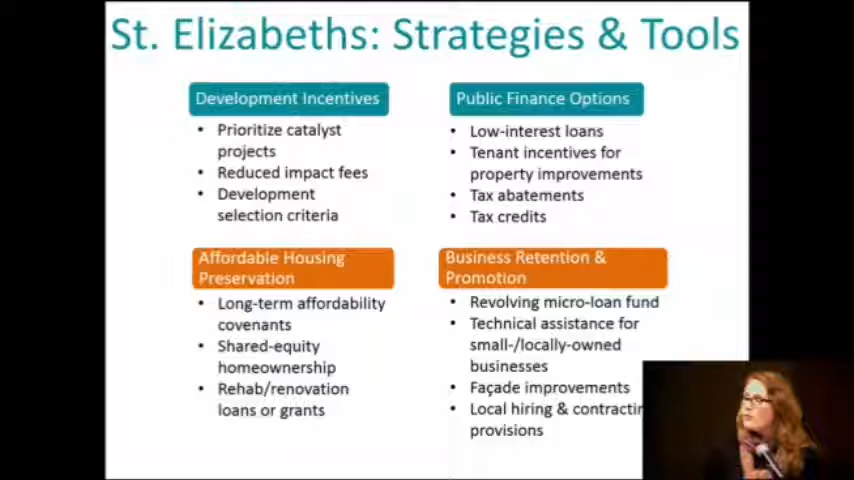 St. Elizabeths: Strategies & Tools
Development Incentives
• Prioritize catalyst
projects
• Reduced impact fees
• Development
selection criteria
Public Finance Options
• Low-interest loans
• Tenant incentives for
property improvements
• Tax abatements
• Tax credits
Affordable Housing
Preservation
• Long-term affordability
covenants
• Shared-equity
homeownership
• Rehab/renovation
loans or grants
Business Retention &
Promotion
• Revolving micro-loan fund
• Technical assistance for
small-/locally-owned
businesses
• Façade improvements
• Local hiring & contractin
provisions